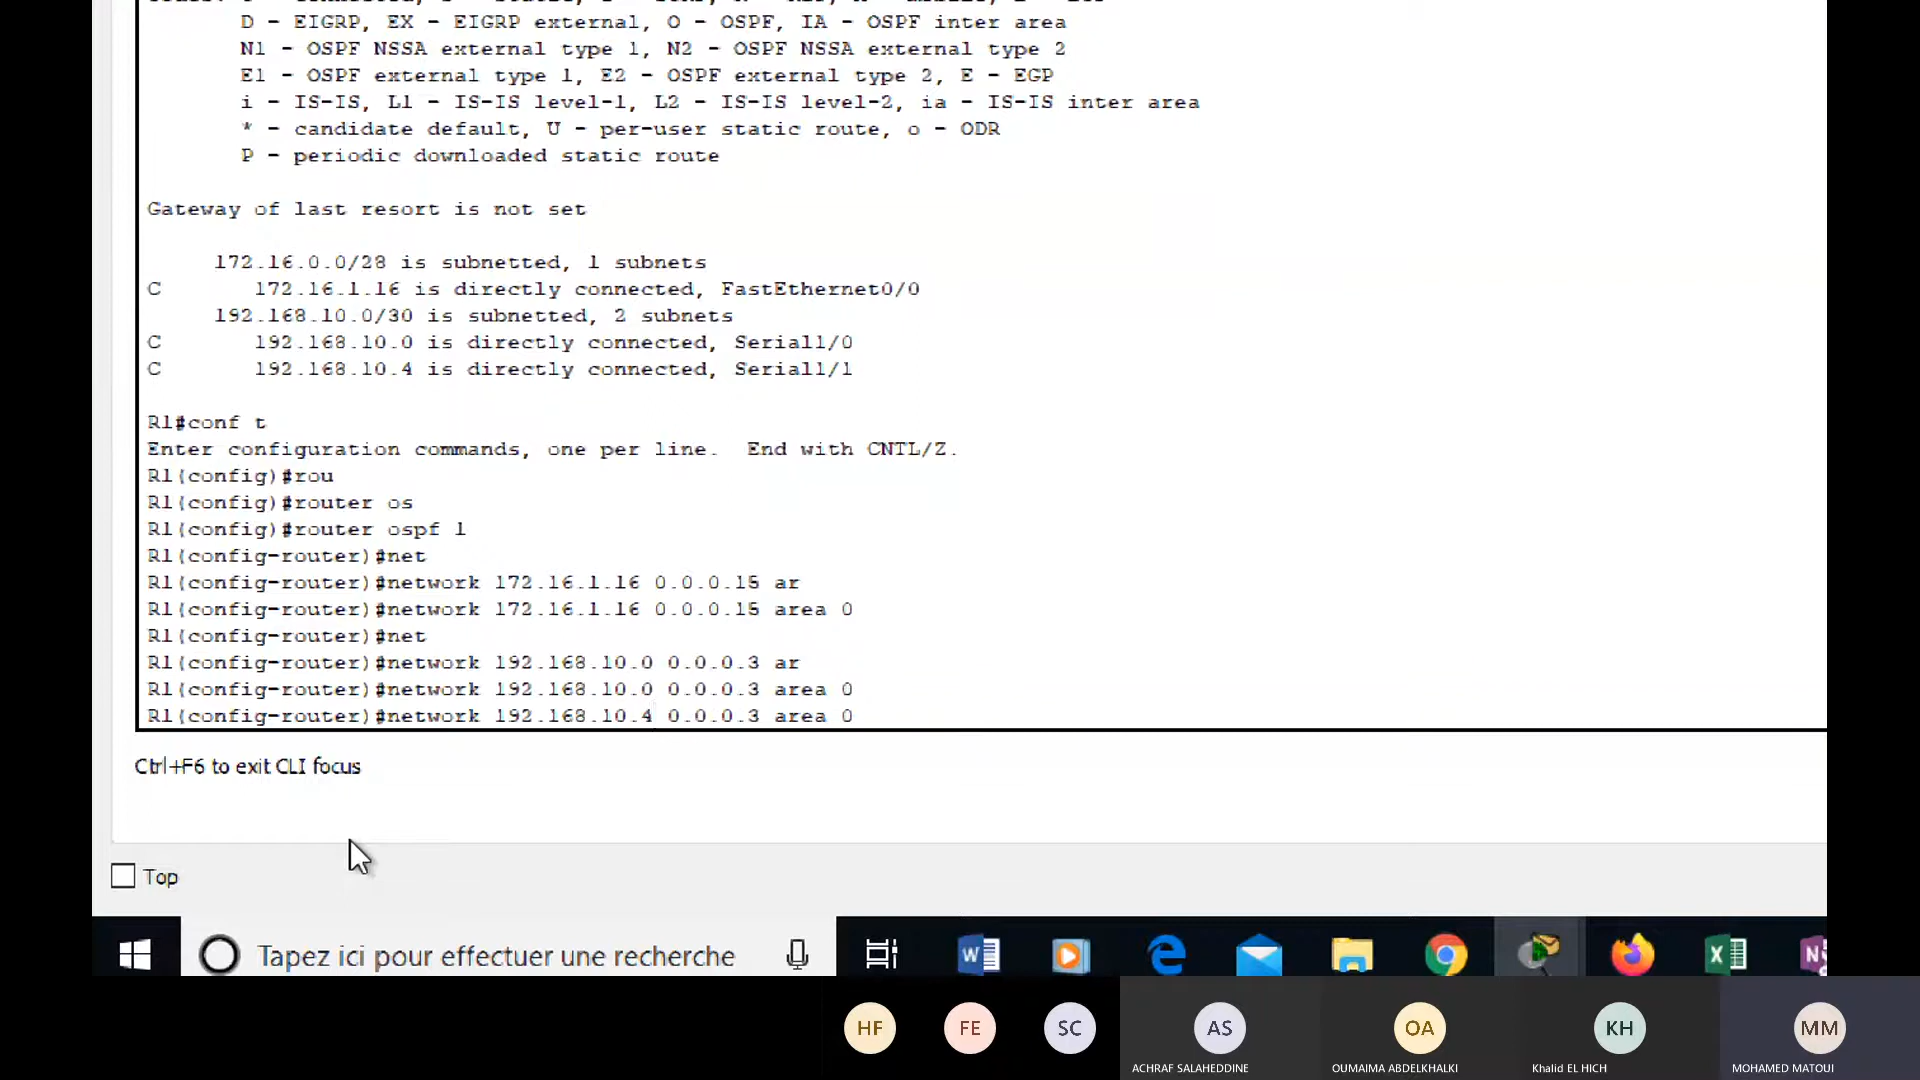 D - EIGRP, EX - EIGRP external, O - OSPF, IA - OSPF inter area
N1 - OSPF NSSA external type 1, N2 - OSPF NSSA external type 2
E1 - OSPF external type 1, E2 - OSPF external type 2, E - EGP
i - IS-IS, L1 - IS-IS level-1, L2 - IS-IS level-2, ia - IS-IS inter area
* - candidate default, U - per-user static route, o - ODR
P - periodic downloaded static route
Gateway of last resort is not set
172.16.0.0/28 is subnetted, 1 subnets
C 172.16.1.16 is directly connected, FastEthernet0/0
192.168.10.0/30 is subnetted, 2 subnets
C 192.168.10.0 is directly connected, Serial1/0
C 192.168.10.4 is directly connected, Serial1/1
R1#conf t
Enter configuration commands, one per line. End with CNTL/Z.
R1(config)#rou
R1(config)#router os
R1(config)#router ospf 1
R1(config-router)#net
R1(config-router)#network 172.16.1.16 0.0.0.15 ar
R1(config-router)#network 172.16.1.16 0.0.0.15 area 0
R1(config-router)#net
R1(config-router)#network 192.168.10.0 0.0.0.3 ar
R1(config-router)#network 192.168.10.0 0.0.0.3 area 0
R1(config-router)#network 192.168.10.4 0.0.0.3 area 0
Ctrl+F6 to exit CLI focus
Top
Tapez ici pour effectuer une recherche
HF FE SC AS OA KH MM
ACHRAF SALAHEDDINE OUMAIMA ABDELKHALKI Khalid EL HICH MOHAMED MATOUI